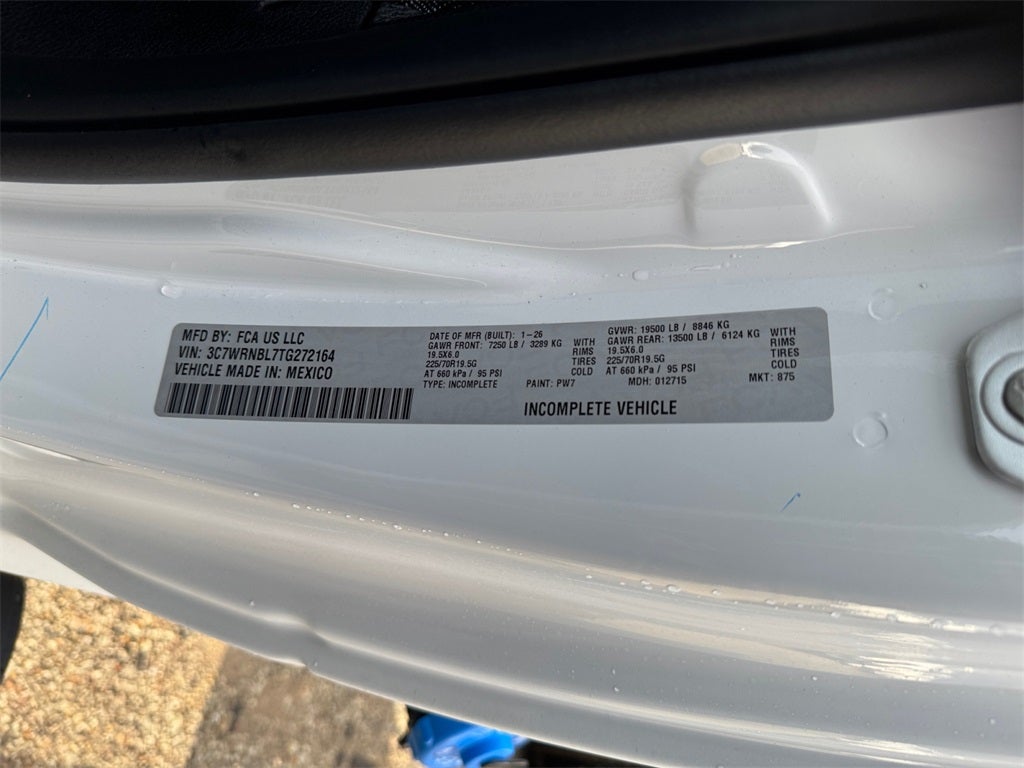 MFD BY: FCA US LLC
VIN: 3C7WRNBL7TG272164
VEHICLE MADE IN: MEXICO
DATE OF MFR (BUILT): 1-26
GAWR FRONT: 7250 LB / 3289 KG WITH
19.5X6.0 RIMS
225/70R19.5G TIRES
AT 660 kPa / 95 PSI COLD
TYPE: INCOMPLETE
GVWR: 19500 LB / 8846 KG
GAWR REAR: 13500 LB / 6124 KG WITH
19.5X6.0 RIMS
225/70R19.5G TIRES
AT 660 kPa / 95 PSI COLD
PAINT: PW7 MDH: 012715 MKT: 875
INCOMPLETE VEHICLE